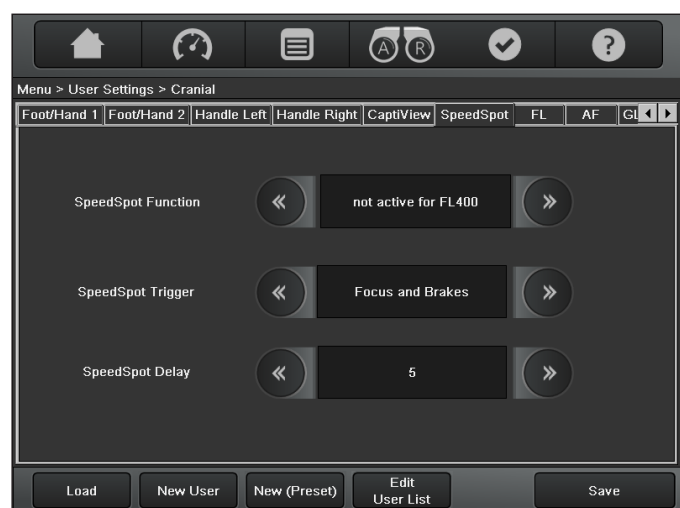 A R ?
Menu > User Settings > Cranial
Foot/Hand 1 Foot/Hand 2 Handle Left Handle Right CaptiView SpeedSpot FL AF GL
SpeedSpot Function not active for FL400
SpeedSpot Trigger Focus and Brakes
SpeedSpot Delay 5
Load New User New (Preset) Edit User List Save